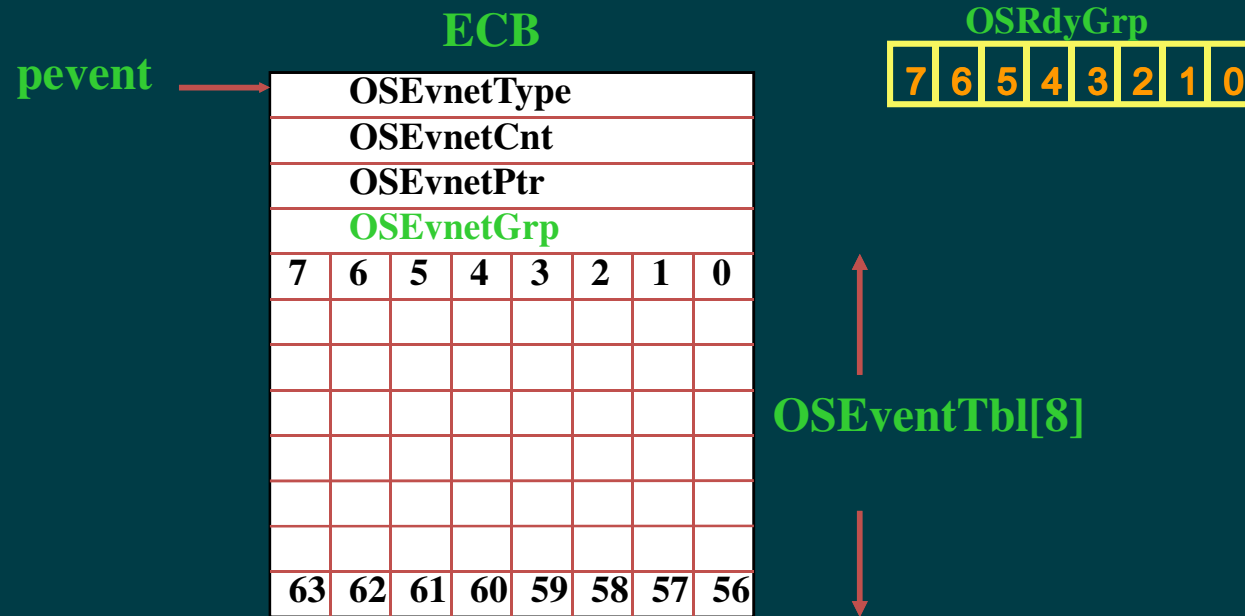 ECB
OSRdyGrp
pevent
7 6 5 4 3 2 1 0
OSEvnetType
OSEvnetCnt
OSEvnetPtr
OSEvnetGrp
7 6 5 4 3 2 1 0
OSEventTbl[8]
63 62 61 60 59 58 57 56